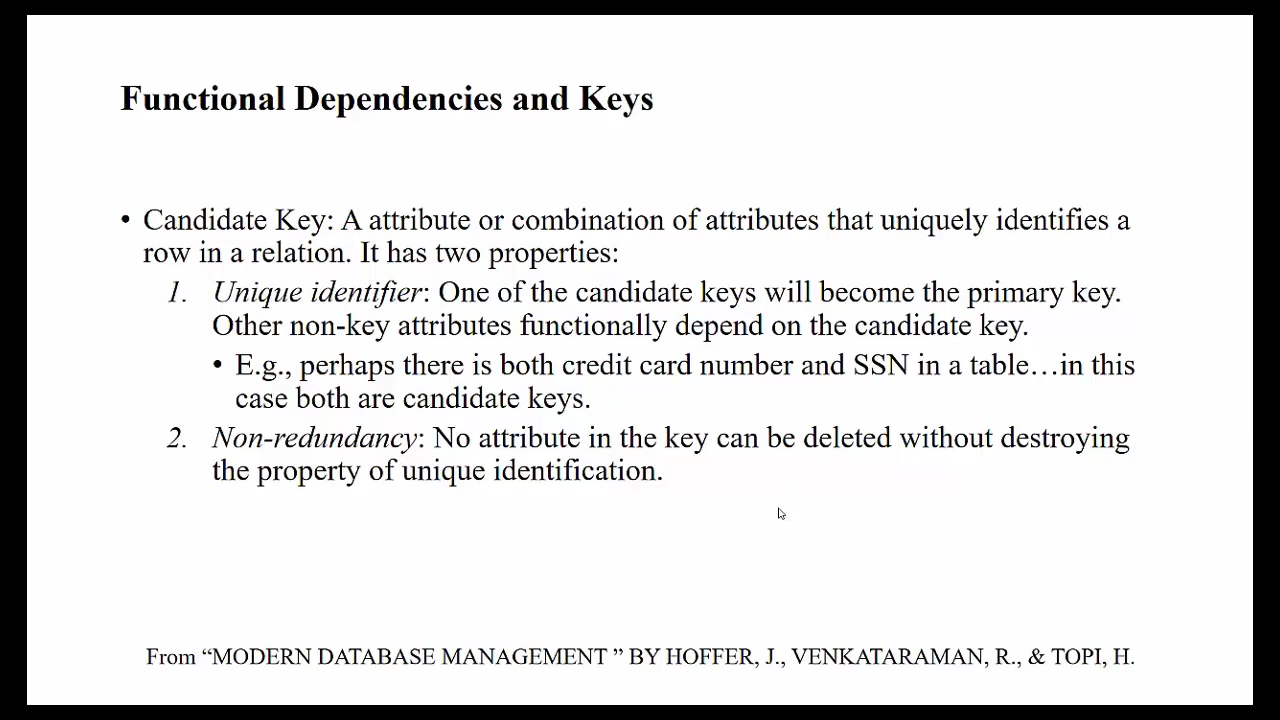 Functional Dependencies and Keys
• Candidate Key: A attribute or combination of attributes that uniquely identifies a
row in a relation. It has two properties:
1. Unique identifier: One of the candidate keys will become the primary key.
Other non-key attributes functionally depend on the candidate key.
• E.g., perhaps there is both credit card number and SSN in a table…in this
case both are candidate keys.
2. Non-redundancy: No attribute in the key can be deleted without destroying
the property of unique identification.
From “MODERN DATABASE MANAGEMENT ” BY HOFFER, J., VENKATARAMAN, R., & TOPI, H.